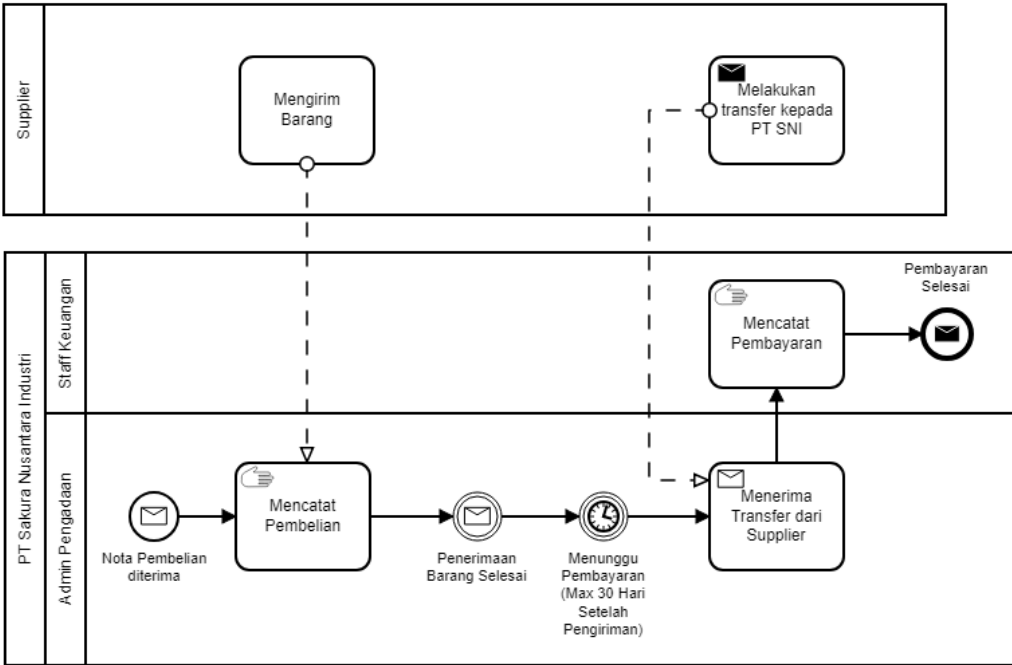 Supplier
Mengirim
Barang
Melakukan
transfer kepada
PT SNI
PT Sakura Nusantara Industri
Staff Keuangan
Mencatat
Pembayaran
Pembayaran
Selesai
Admin Pengadaan
Nota Pembelian
diterima
Mencatat
Pembelian
Penerimaan
Barang Selesai
Menunggu
Pembayaran
(Max 30 Hari
Setelah
Pengiriman)
Menerima
Transfer dari
Supplier